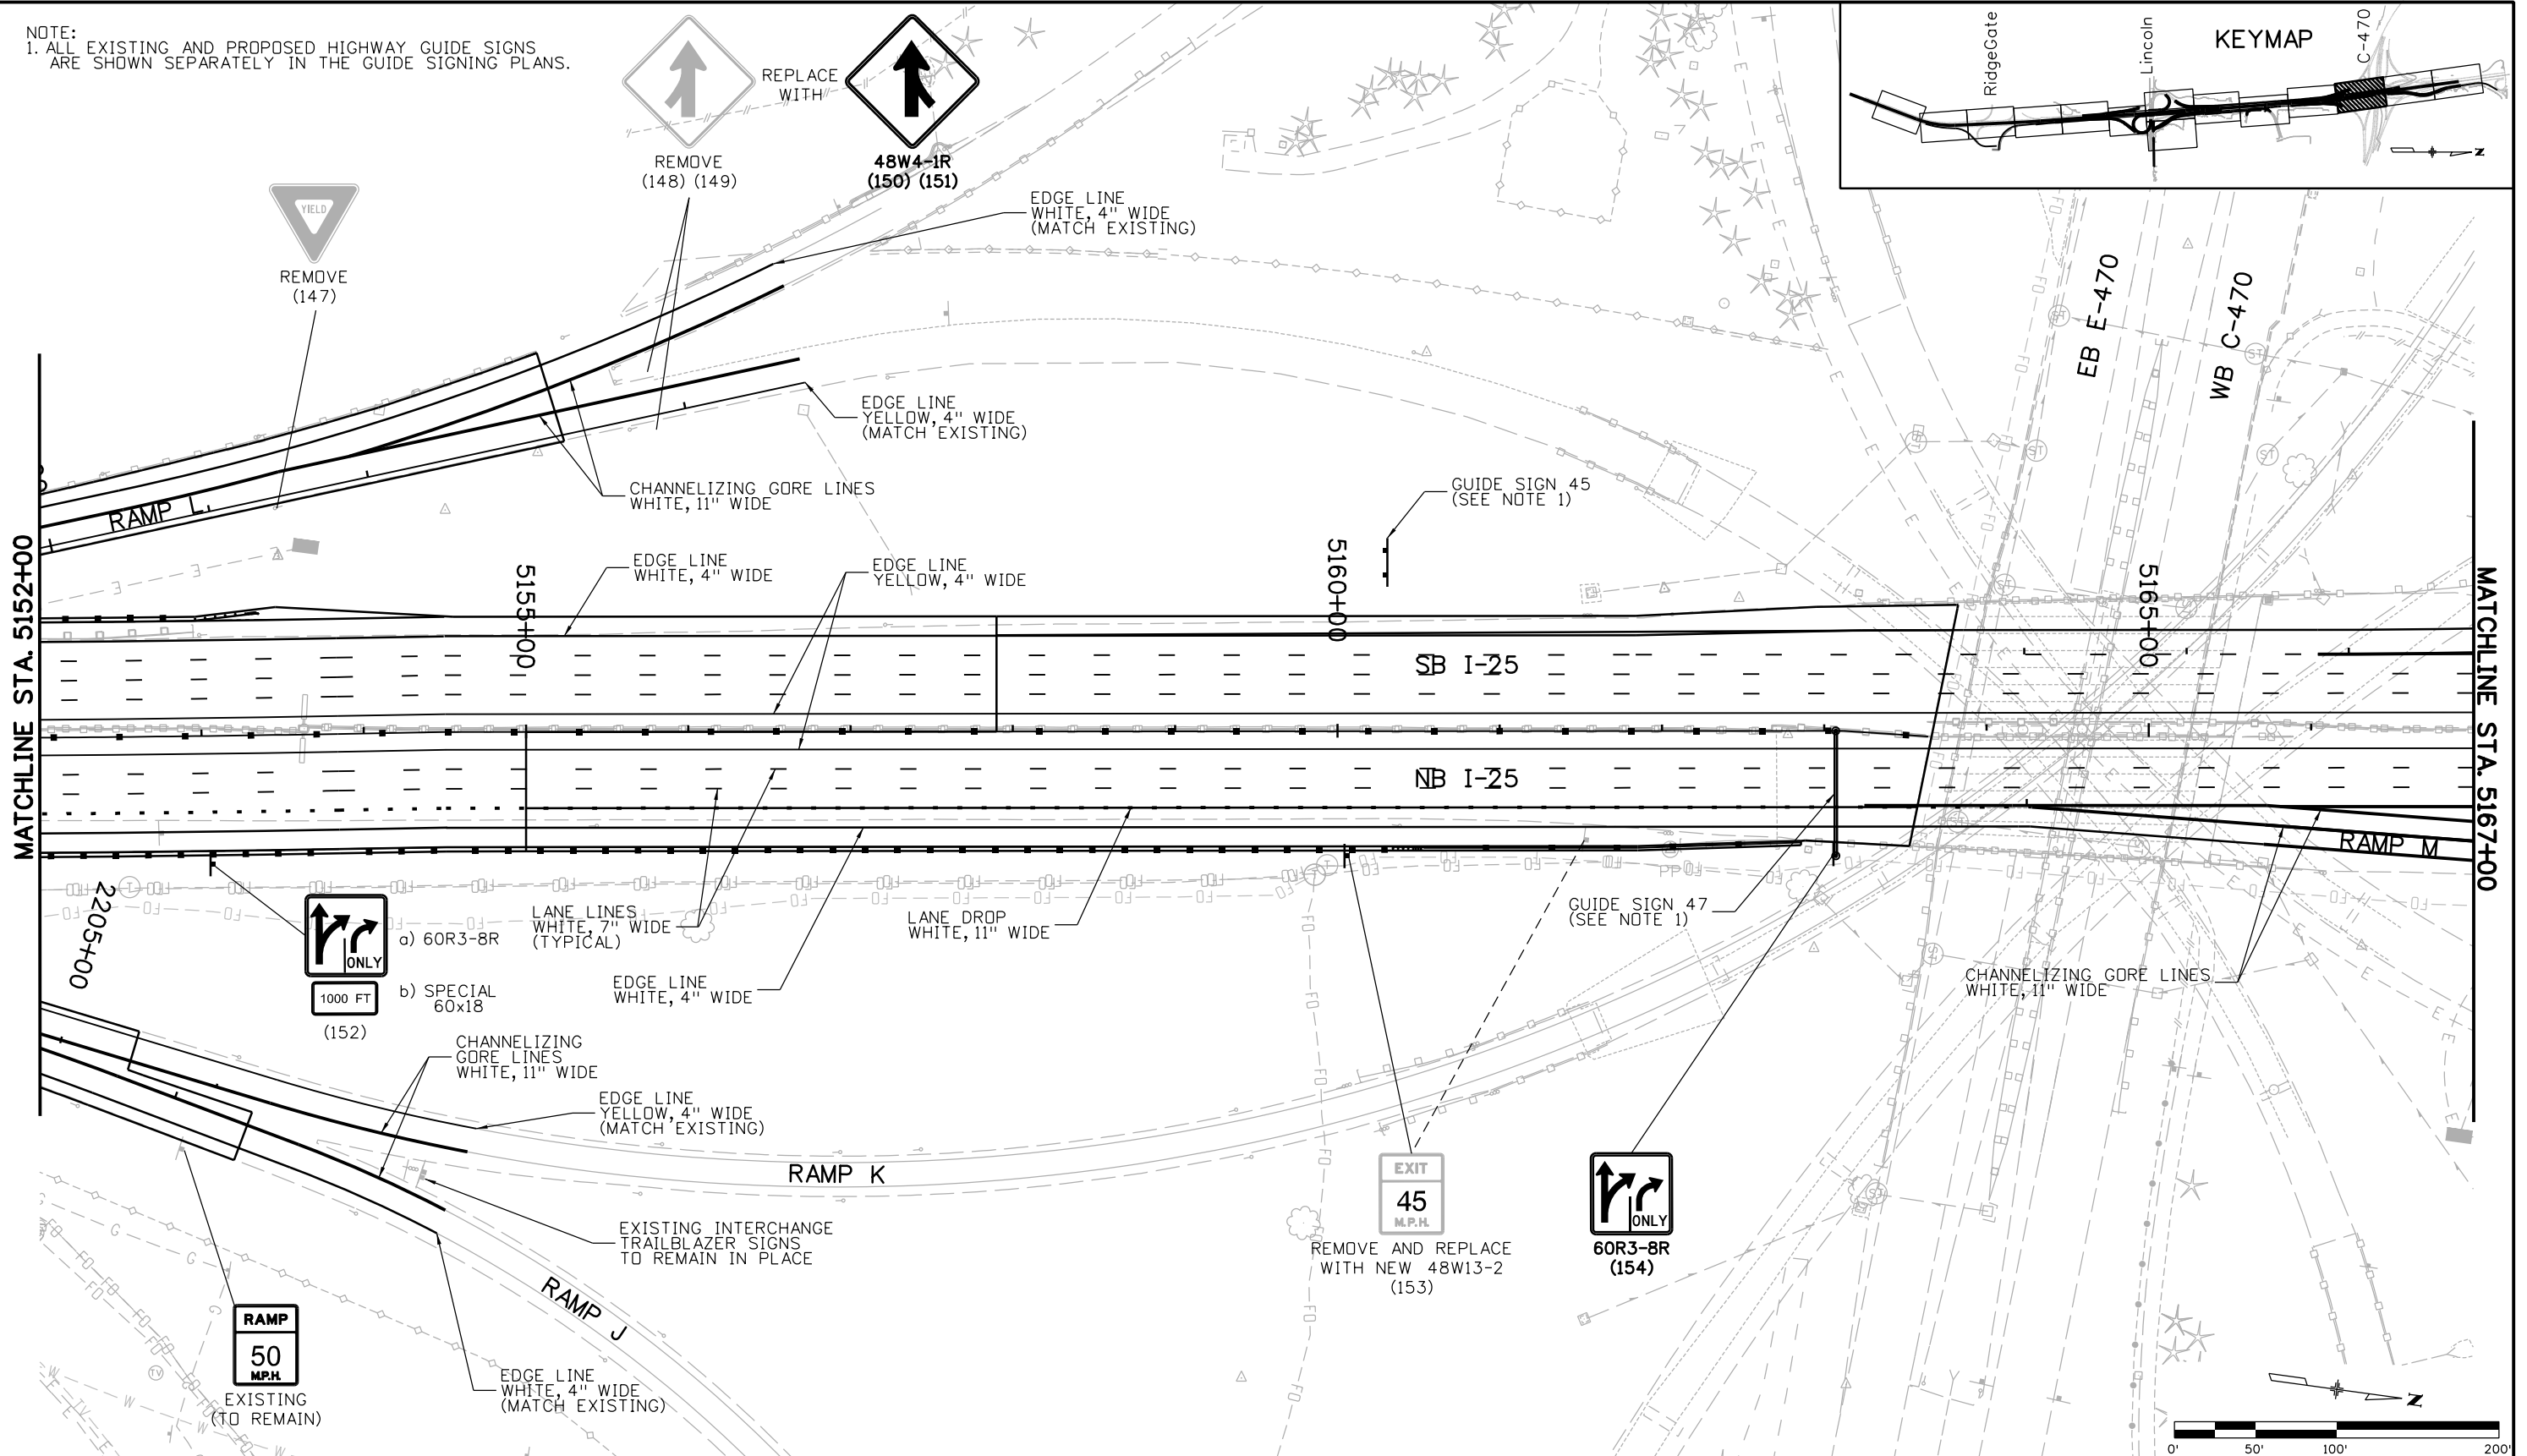 NOTE:
1. ALL EXISTING AND PROPOSED HIGHWAY GUIDE SIGNS
ARE SHOWN SEPARATELY IN THE GUIDE SIGNING PLANS.
REPLACE
WITH
REMOVE
(148) (149)
48W4-1R
(150) (151)
KEYMAP
RidgeGate
Lincoln
C-470
N
YIELD
REMOVE
(147)
EDGE LINE
WHITE, 4" WIDE
(MATCH EXISTING)
EDGE LINE
YELLOW, 4" WIDE
(MATCH EXISTING)
CHANNELIZING GORE LINES
WHITE, 11" WIDE
RAMP L
GUIDE SIGN 45
(SEE NOTE 1)
EB E-470
WB C-470
MATCHLINE STA. 5152+00
EDGE LINE
WHITE, 4" WIDE
EDGE LINE
YELLOW, 4" WIDE
5155+00
5160+00
5165+00
SB I-25
NB I-25
MATCHLINE STA. 5167+00
RAMP M
2205+00
ONLY
1000 FT
(152)
a) 60R3-8R
b) SPECIAL
60x18
LANE LINES
WHITE, 7" WIDE
(TYPICAL)
EDGE LINE
WHITE, 4" WIDE
LANE DROP
WHITE, 11" WIDE
GUIDE SIGN 47
(SEE NOTE 1)
PP
CHANNELIZING GORE LINES
WHITE, 11" WIDE
CHANNELIZING
GORE LINES
WHITE, 11" WIDE
EDGE LINE
YELLOW, 4" WIDE
(MATCH EXISTING)
RAMP K
EXISTING INTERCHANGE
TRAILBLAZER SIGNS
TO REMAIN IN PLACE
RAMP J
EXIT
45
M.P.H.
REMOVE AND REPLACE
WITH NEW 48W13-2
(153)
ONLY
60R3-8R
(154)
RAMP
50
M.P.H.
EXISTING
(TO REMAIN)
EDGE LINE
WHITE, 4" WIDE
(MATCH EXISTING)
TV
N
0' 50' 100' 200'